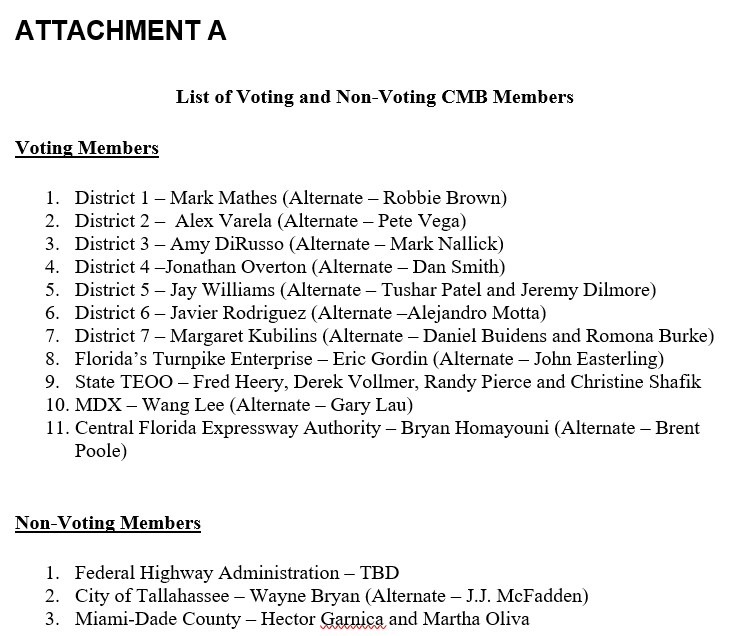 ATTACHMENT A
List of Voting and Non-Voting CMB Members
Voting Members
1. District 1 – Mark Mathes (Alternate – Robbie Brown)
2. District 2 – Alex Varela (Alternate – Pete Vega)
3. District 3 – Amy DiRusso (Alternate – Mark Nallick)
4. District 4 –Jonathan Overton (Alternate – Dan Smith)
5. District 5 – Jay Williams (Alternate – Tushar Patel and Jeremy Dilmore)
6. District 6 – Javier Rodriguez (Alternate –Alejandro Motta)
7. District 7 – Margaret Kubilins (Alternate – Daniel Buidens and Romona Burke)
8. Florida’s Turnpike Enterprise – Eric Gordin (Alternate – John Easterling)
9. State TEOO – Fred Heery, Derek Vollmer, Randy Pierce and Christine Shafik
10. MDX – Wang Lee (Alternate – Gary Lau)
11. Central Florida Expressway Authority – Bryan Homayouni (Alternate – Brent
Poole)
Non-Voting Members
1. Federal Highway Administration – TBD
2. City of Tallahassee – Wayne Bryan (Alternate – J.J. McFadden)
3. Miami-Dade County – Hector Garnica and Martha Oliva